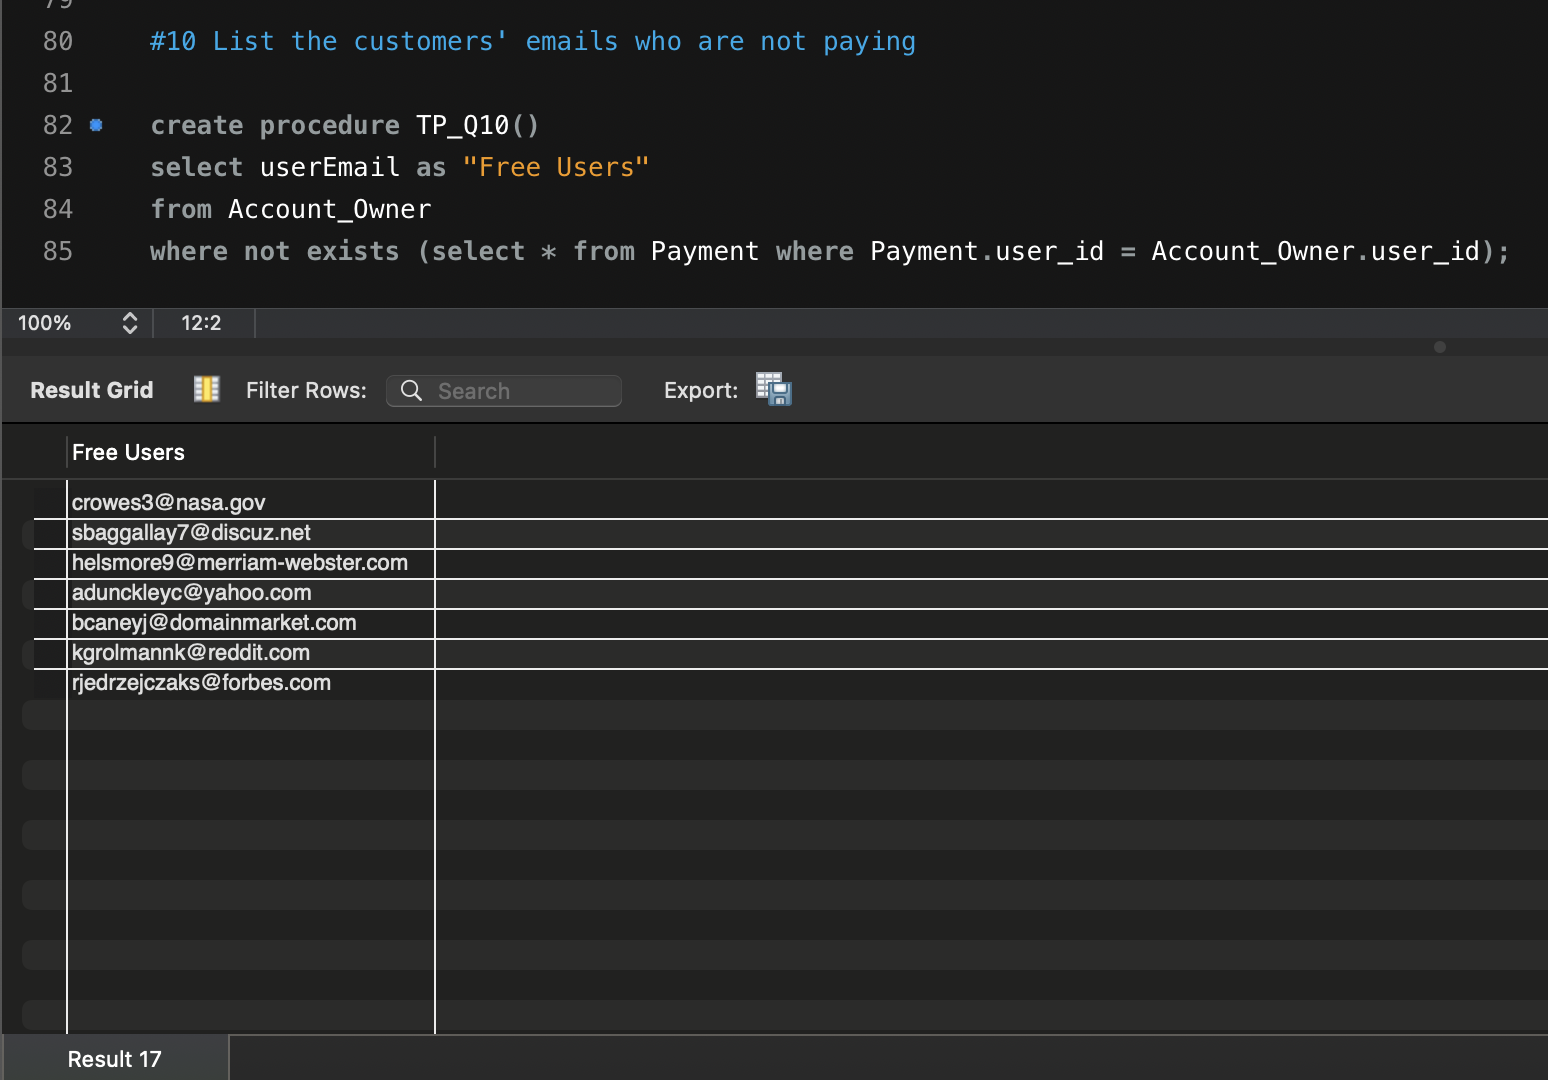 79
80 #10 List the customers' emails who are not paying
81
82 create procedure TP_Q10()
83 select userEmail as "Free Users"
84 from Account_Owner
85 where not exists (select * from Payment where Payment.user_id = Account_Owner.user_id);
100% 12:2
Result Grid Filter Rows: Search Export:
Free Users
crowes3@nasa.gov
sbaggallay7@discuz.net
helsmore9@merriam-webster.com
adunckleyc@yahoo.com
bcaneyj@domainmarket.com
kgrolmannk@reddit.com
rjedrzejczaks@forbes.com
Result 17